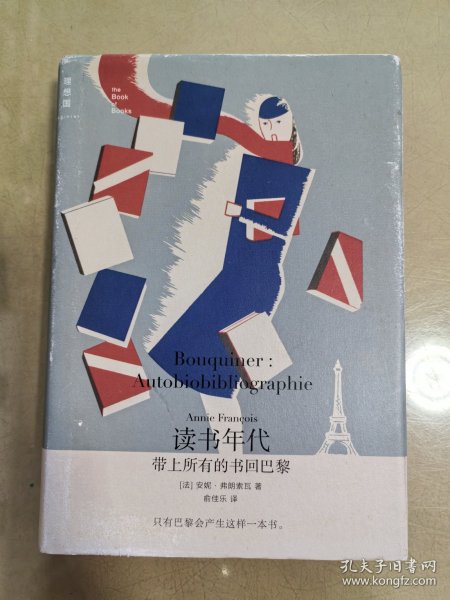 理想国
the
Book of
Books
Bouquiner :
Autobiobibliographie
Annie François
读书年代
带上所有的书回巴黎
[法] 安妮·弗朗索瓦 著
俞佳乐 译
只有巴黎会产生这样一本书。
孔夫子旧书网
www.kongfz.com